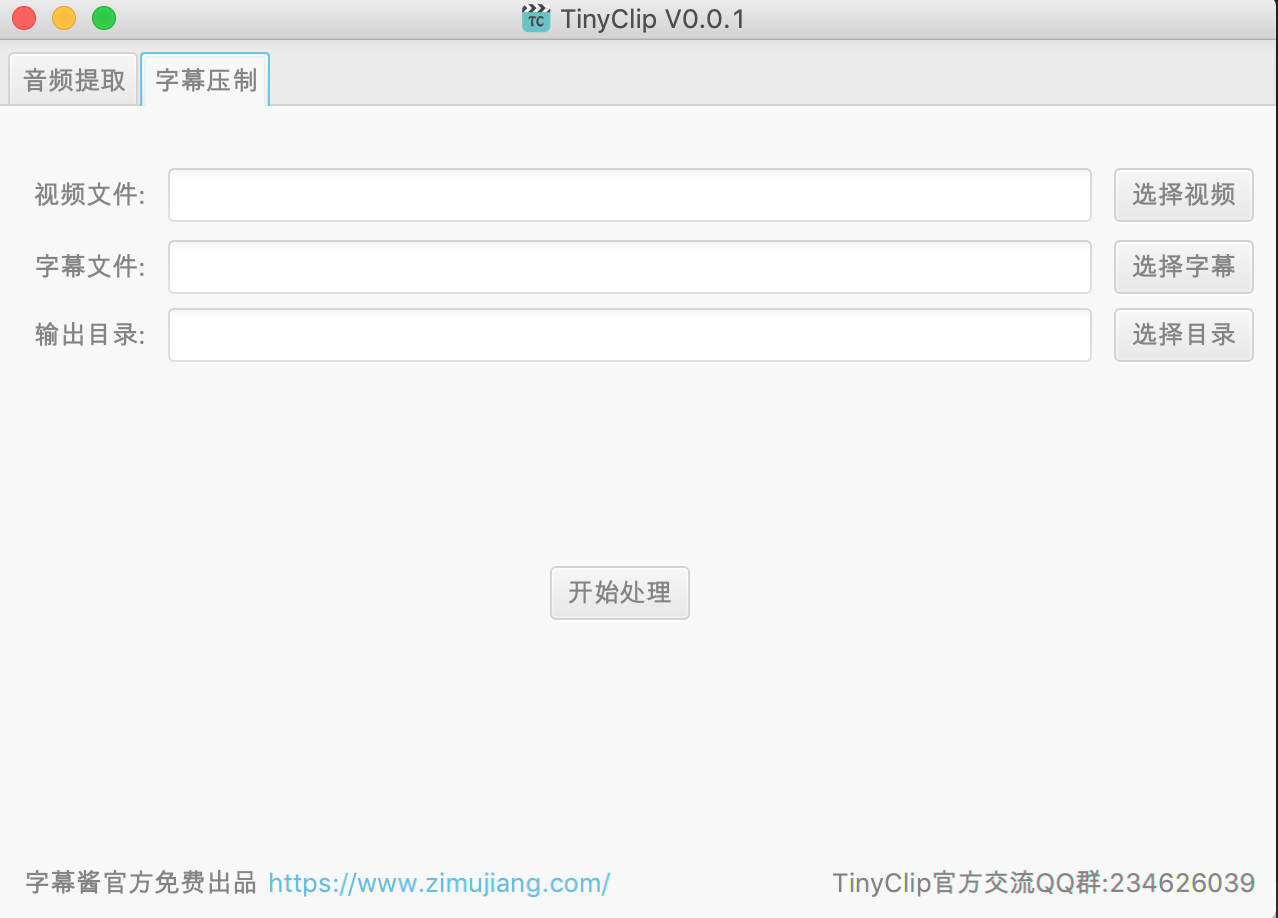 TC TinyClip V0.0.1
音频提取 字幕压制
视频文件: 选择视频
字幕文件: 选择字幕
输出目录: 选择目录
开始处理
字幕酱官方免费出品 https://www.zimujiang.com/ TinyClip官方交流QQ群:234626039